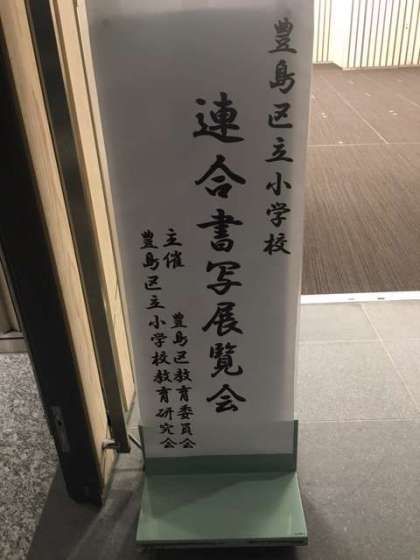 豊島区立小学校
連合書写展覧会
主催　豊島区教育委員会
豊島区立小学校教育研究会